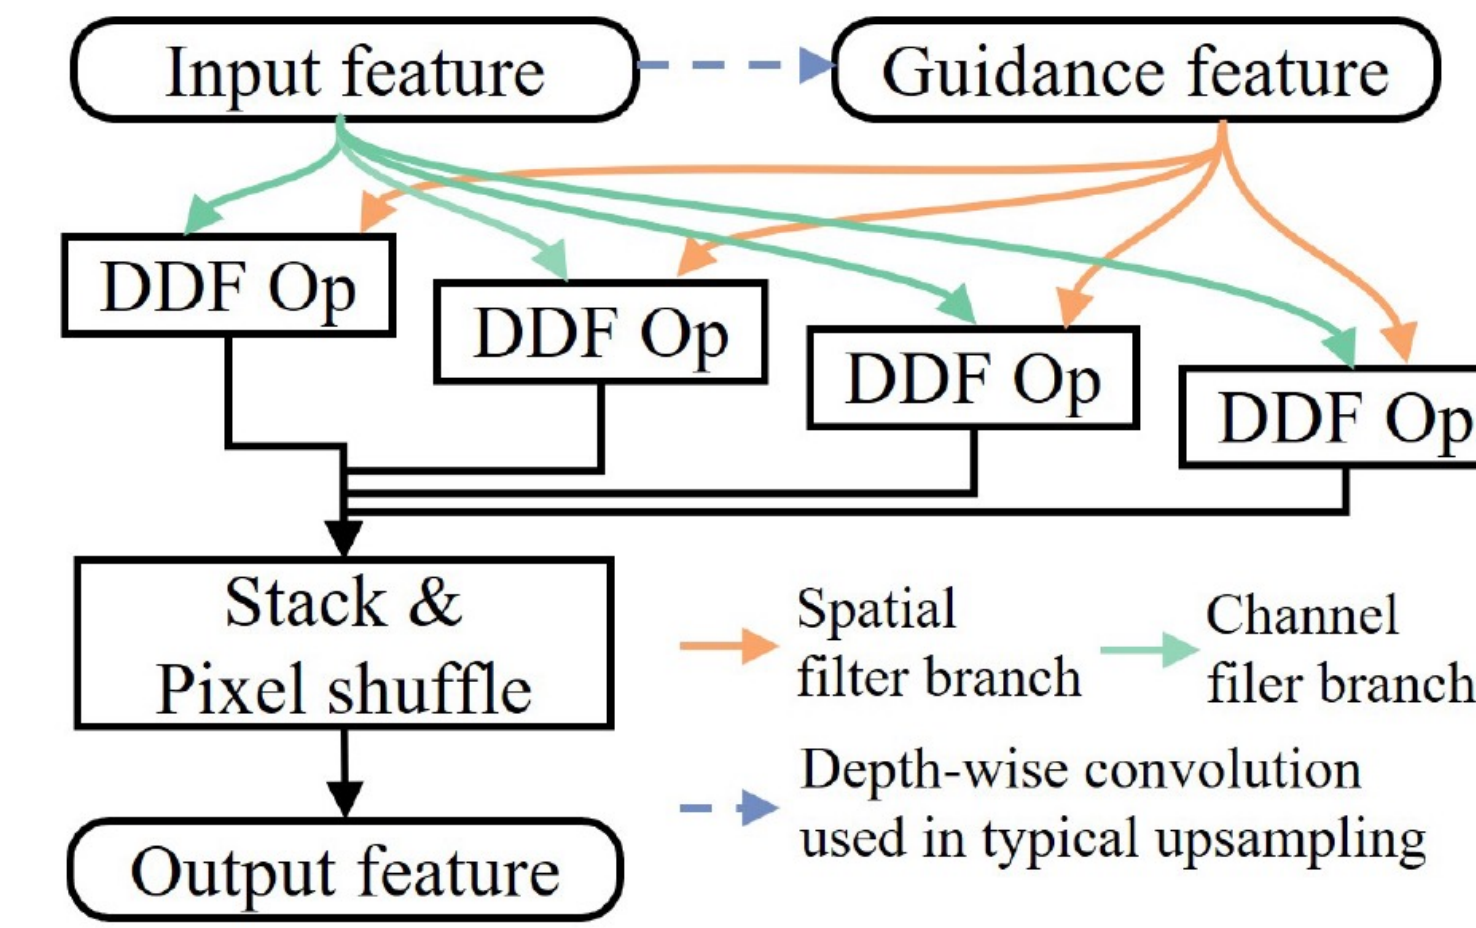 Input feature
Guidance feature
DDF Op
DDF Op
DDF Op
DDF Op
Stack &
Pixel shuffle
Spatial
filter branch
Channel
filer branch
Depth-wise convolution
used in typical upsampling
Output feature